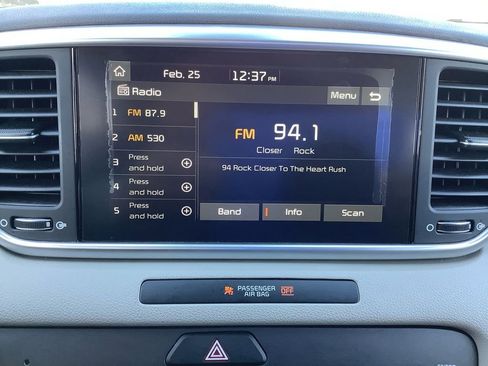 Feb. 25 12:37 PM
Radio Menu
1 FM 87.9
2 AM 530
3 Press and hold
4 Press and hold
5 Press and hold
FM 94.1
Closer Rock
94 Rock Closer To The Heart Rush
Band Info Scan
PASSENGER
AIR BAG OFF